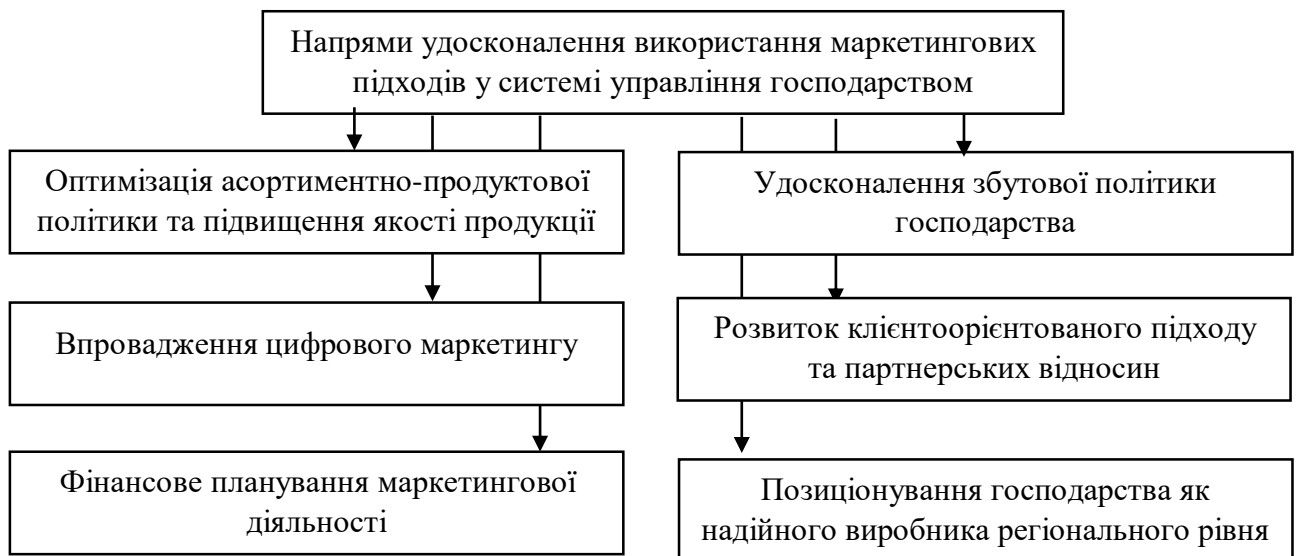 Напрями удосконалення використання маркетингових
підходів у системі управління господарством
Оптимізація асортиментно-продуктової
політики та підвищення якості продукції
Удосконалення збутової політики
господарства
Впровадження цифрового маркетингу
Розвиток клієнтоорієнтованого підходу
та партнерських відносин
Фінансове планування маркетингової
діяльності
Позиціонування господарства як
надійного виробника регіонального рівня